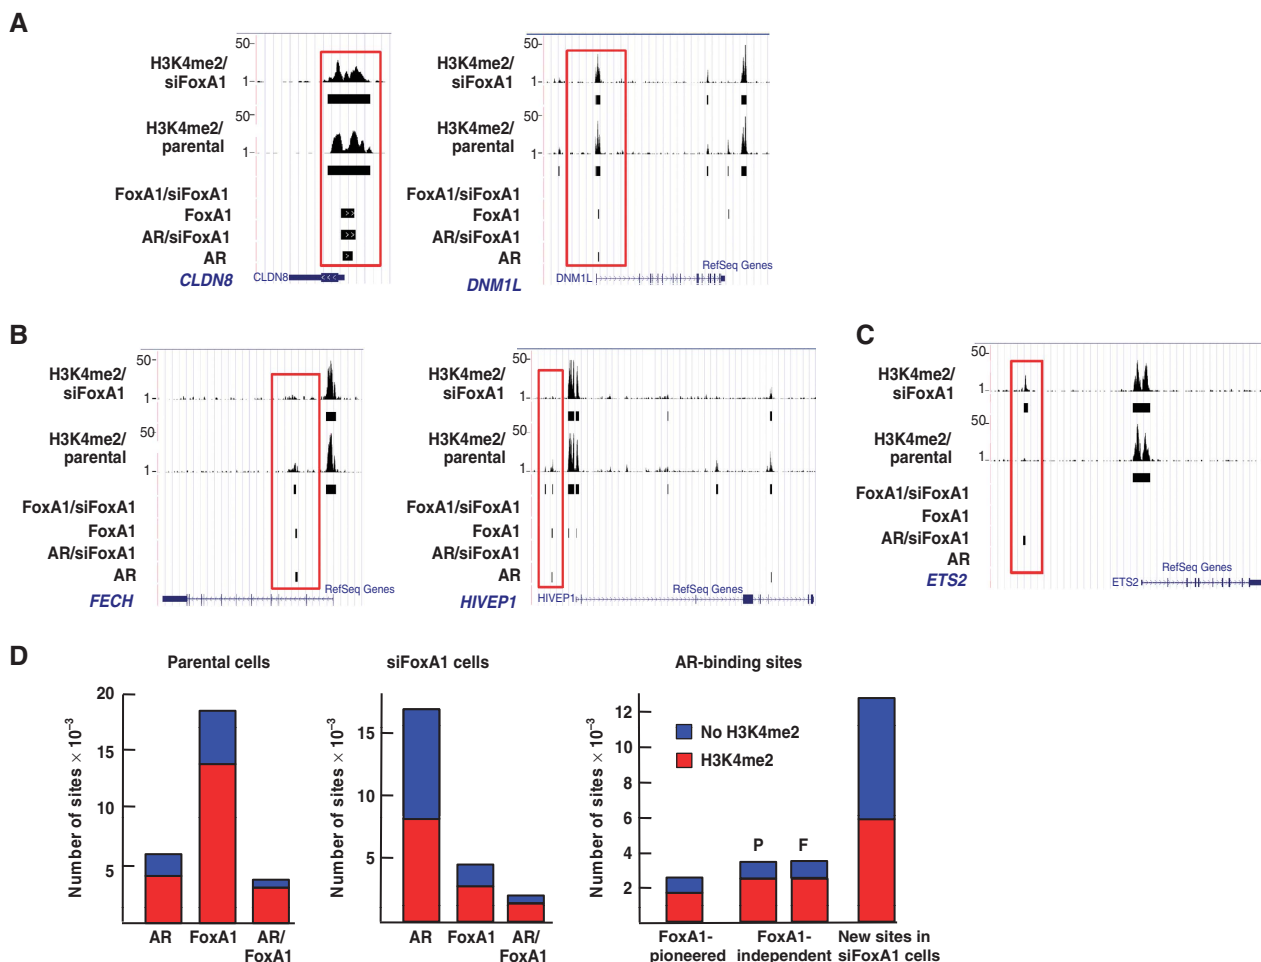 A
50
H3K4me2/
siFoxA1
1
50
H3K4me2/
parental
1
FoxA1/siFoxA1
FoxA1
AR/siFoxA1
AR
CLDN8
CLDN8
50
H3K4me2/
siFoxA1
1
50
H3K4me2/
parental
1
FoxA1/siFoxA1
FoxA1
AR/siFoxA1
AR
RefSeq Genes
DNM1L
DNM1L
B
50
H3K4me2/
siFoxA1
1
50
H3K4me2/
parental
1
FoxA1/siFoxA1
FoxA1
AR/siFoxA1
AR
RefSeq Genes
FECH
50
H3K4me2/
siFoxA1
1
50
H3K4me2/
parental
1
FoxA1/siFoxA1
FoxA1
AR/siFoxA1
AR
RefSeq Genes
HIVEP1
HIVEP1
C
50
H3K4me2/
siFoxA1
1
50
H3K4me2/
parental
1
FoxA1/siFoxA1
FoxA1
AR/siFoxA1
AR
RefSeq Genes
ETS2
ETS2
D
Parental cells
Number of sites × 10⁻³
20
15
10
5
AR
FoxA1
AR/
FoxA1
siFoxA1 cells
Number of sites × 10⁻³
15
10
5
AR
FoxA1
AR/
FoxA1
AR-binding sites
Number of sites × 10⁻³
12
10
8
6
4
2
No H3K4me2
H3K4me2
P
F
FoxA1-
pioneered
FoxA1-
independent
New sites in
siFoxA1 cells